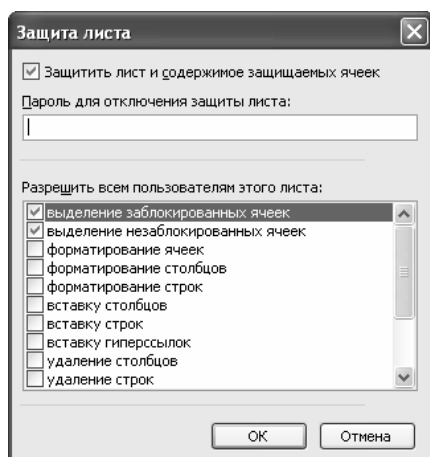 Защита листа
Защитить лист и содержимое защищаемых ячеек
Пароль для отключения защиты листа:
Разрешить всем пользователям этого листа:
выделение заблокированных ячеек
выделение незаблокированных ячеек
форматирование ячеек
форматирование столбцов
форматирование строк
вставку столбцов
вставку строк
вставку гиперссылок
удаление столбцов
удаление строк
ОК Отмена